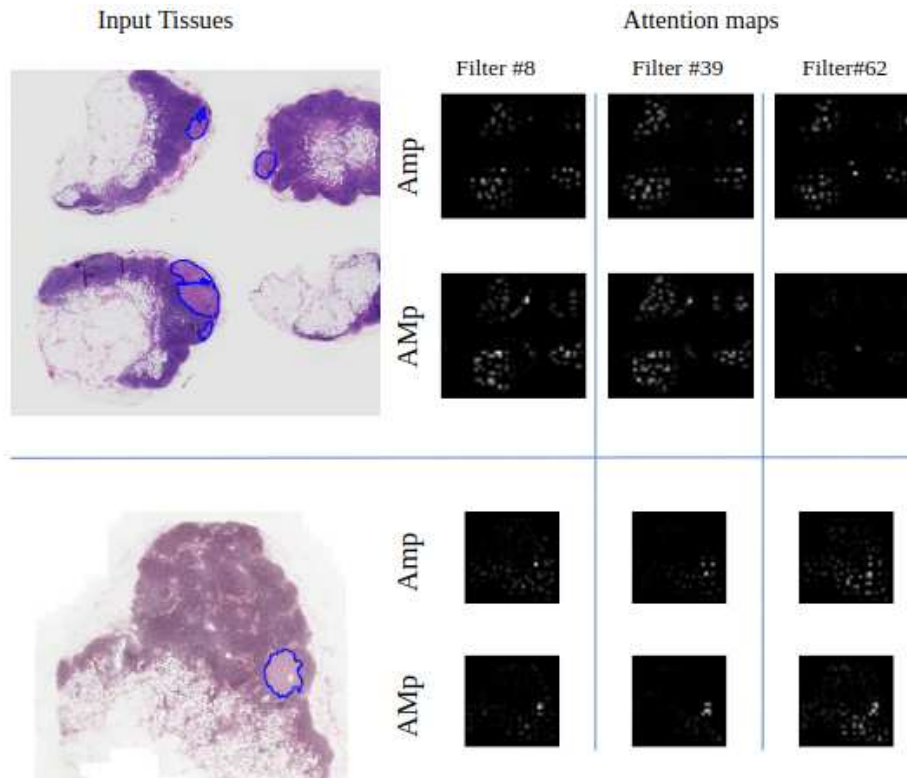 Input Tissues
Attention maps
Filter #8
Filter #39
Filter#62
Amp
AMp
Amp
AMp